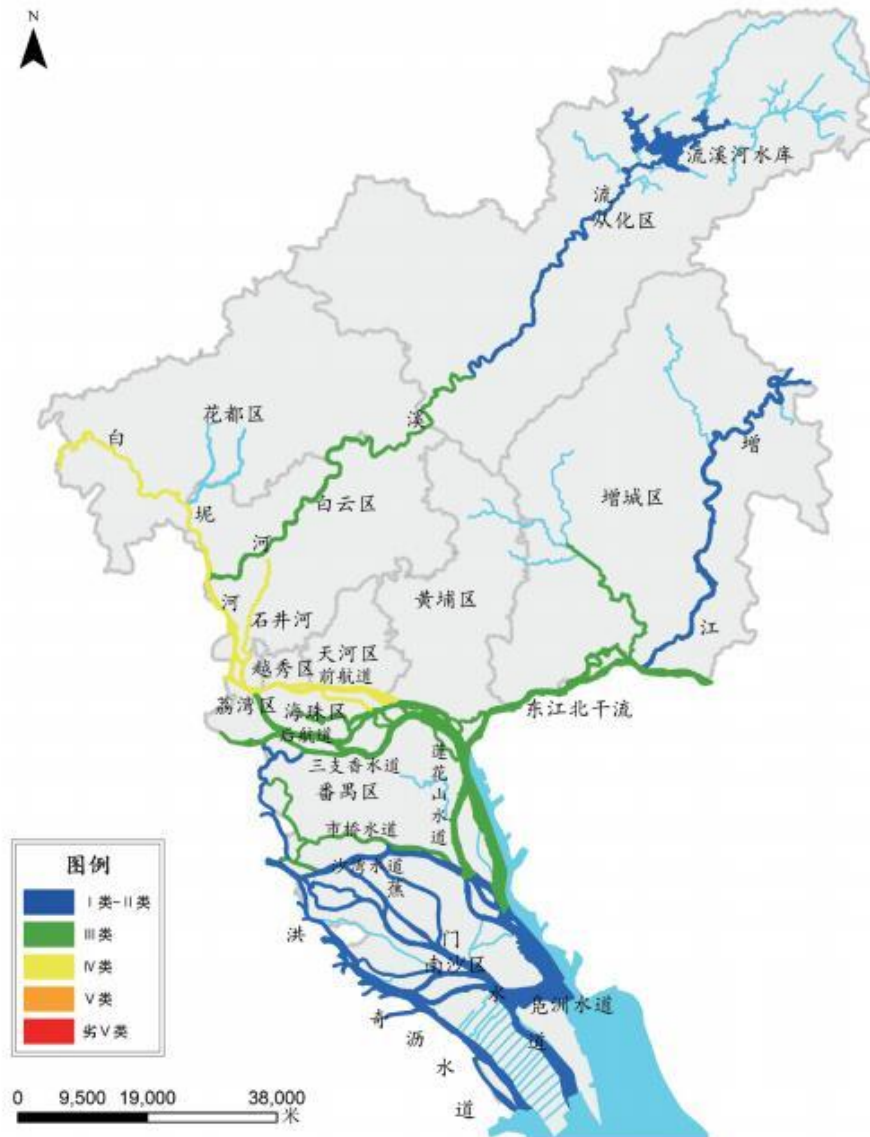 N
流溪河水库
流
从化区
花都区
溪
白
增
坭
白云区
增城区
河
河
石井河
黄埔区
江
天河区
越秀区
前航道
荔湾区
海珠区
东江北干流
后航道
莲花山水道
三支香水道
番禺区
市桥水道
沙湾水道
蕉
洪
门
南沙区
水
凫洲水道
奇
道
沥
水
道
图例
Ⅰ类-Ⅱ类
Ⅲ类
Ⅳ类
Ⅴ类
劣Ⅴ类
0 9,500 19,000 38,000
米